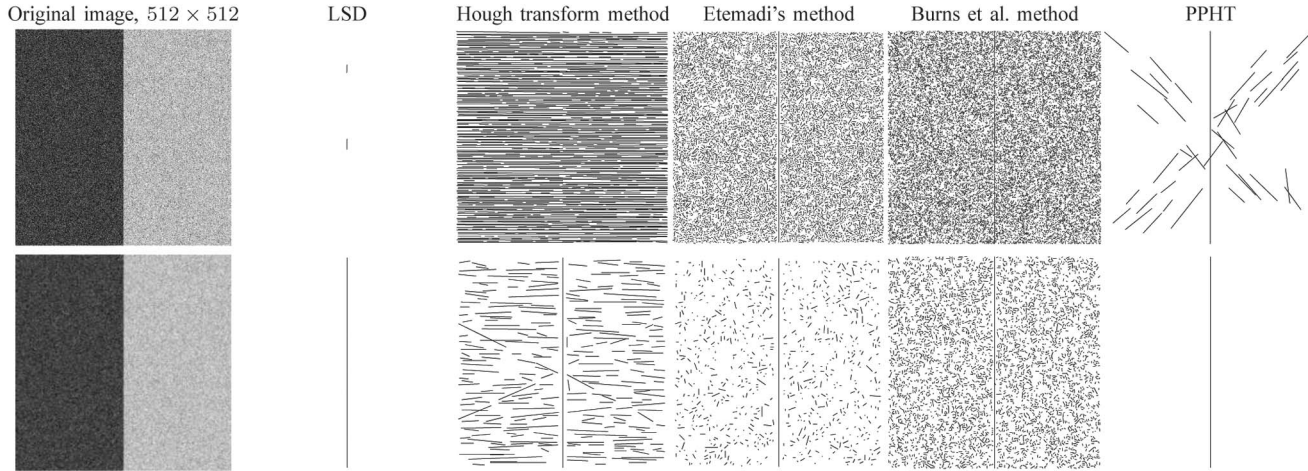 Original image, 512 × 512 LSD Hough transform method Etemadi's method Burns et al. method PPHT